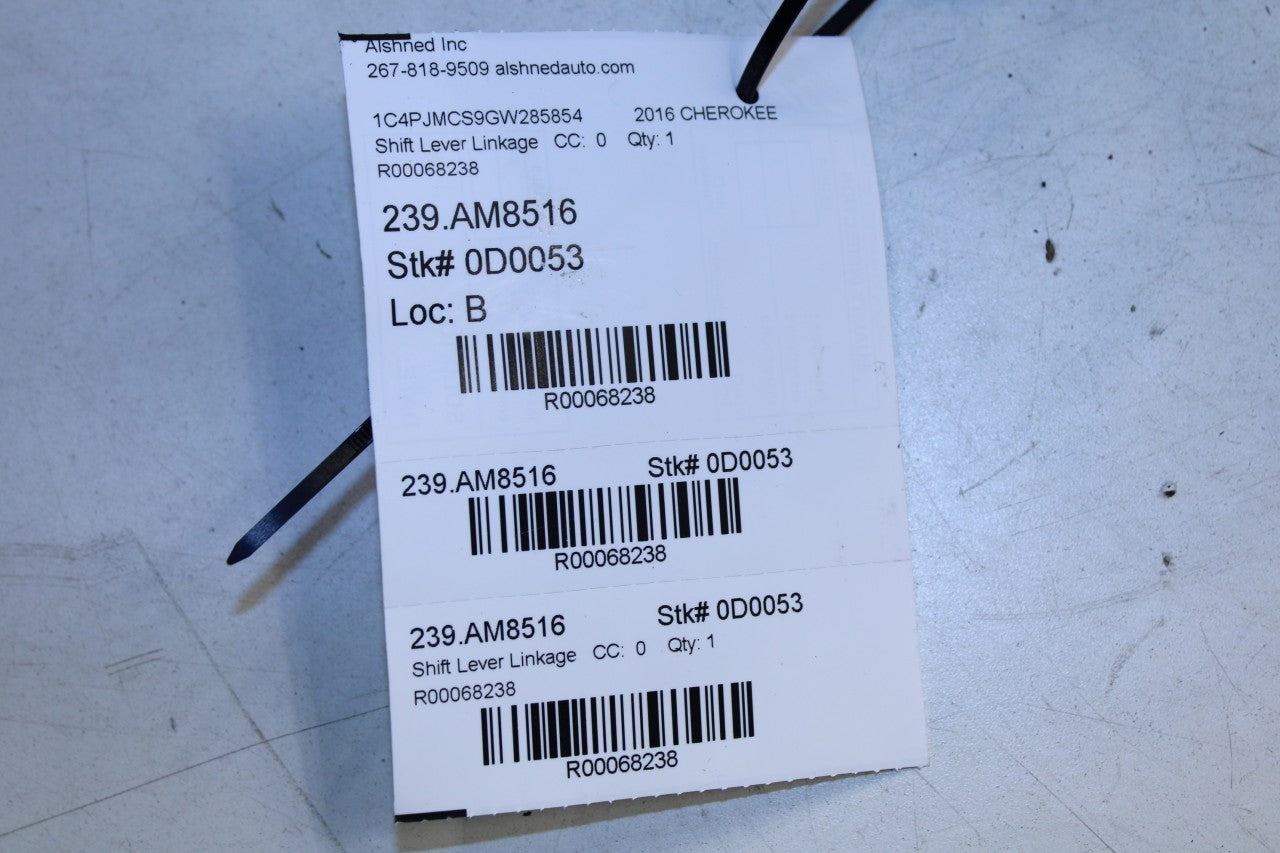 Alshned Inc
267-818-9509 alshnedauto.com
1C4PJMCS9GW285854 2016 CHEROKEE
Shift Lever Linkage CC: 0 Qty: 1
R00068238
239.AM8516
Stk# 0D0053
Loc: B
R00068238
239.AM8516 Stk# 0D0053
R00068238
239.AM8516 Stk# 0D0053
Shift Lever Linkage CC: 0 Qty: 1
R00068238
R00068238